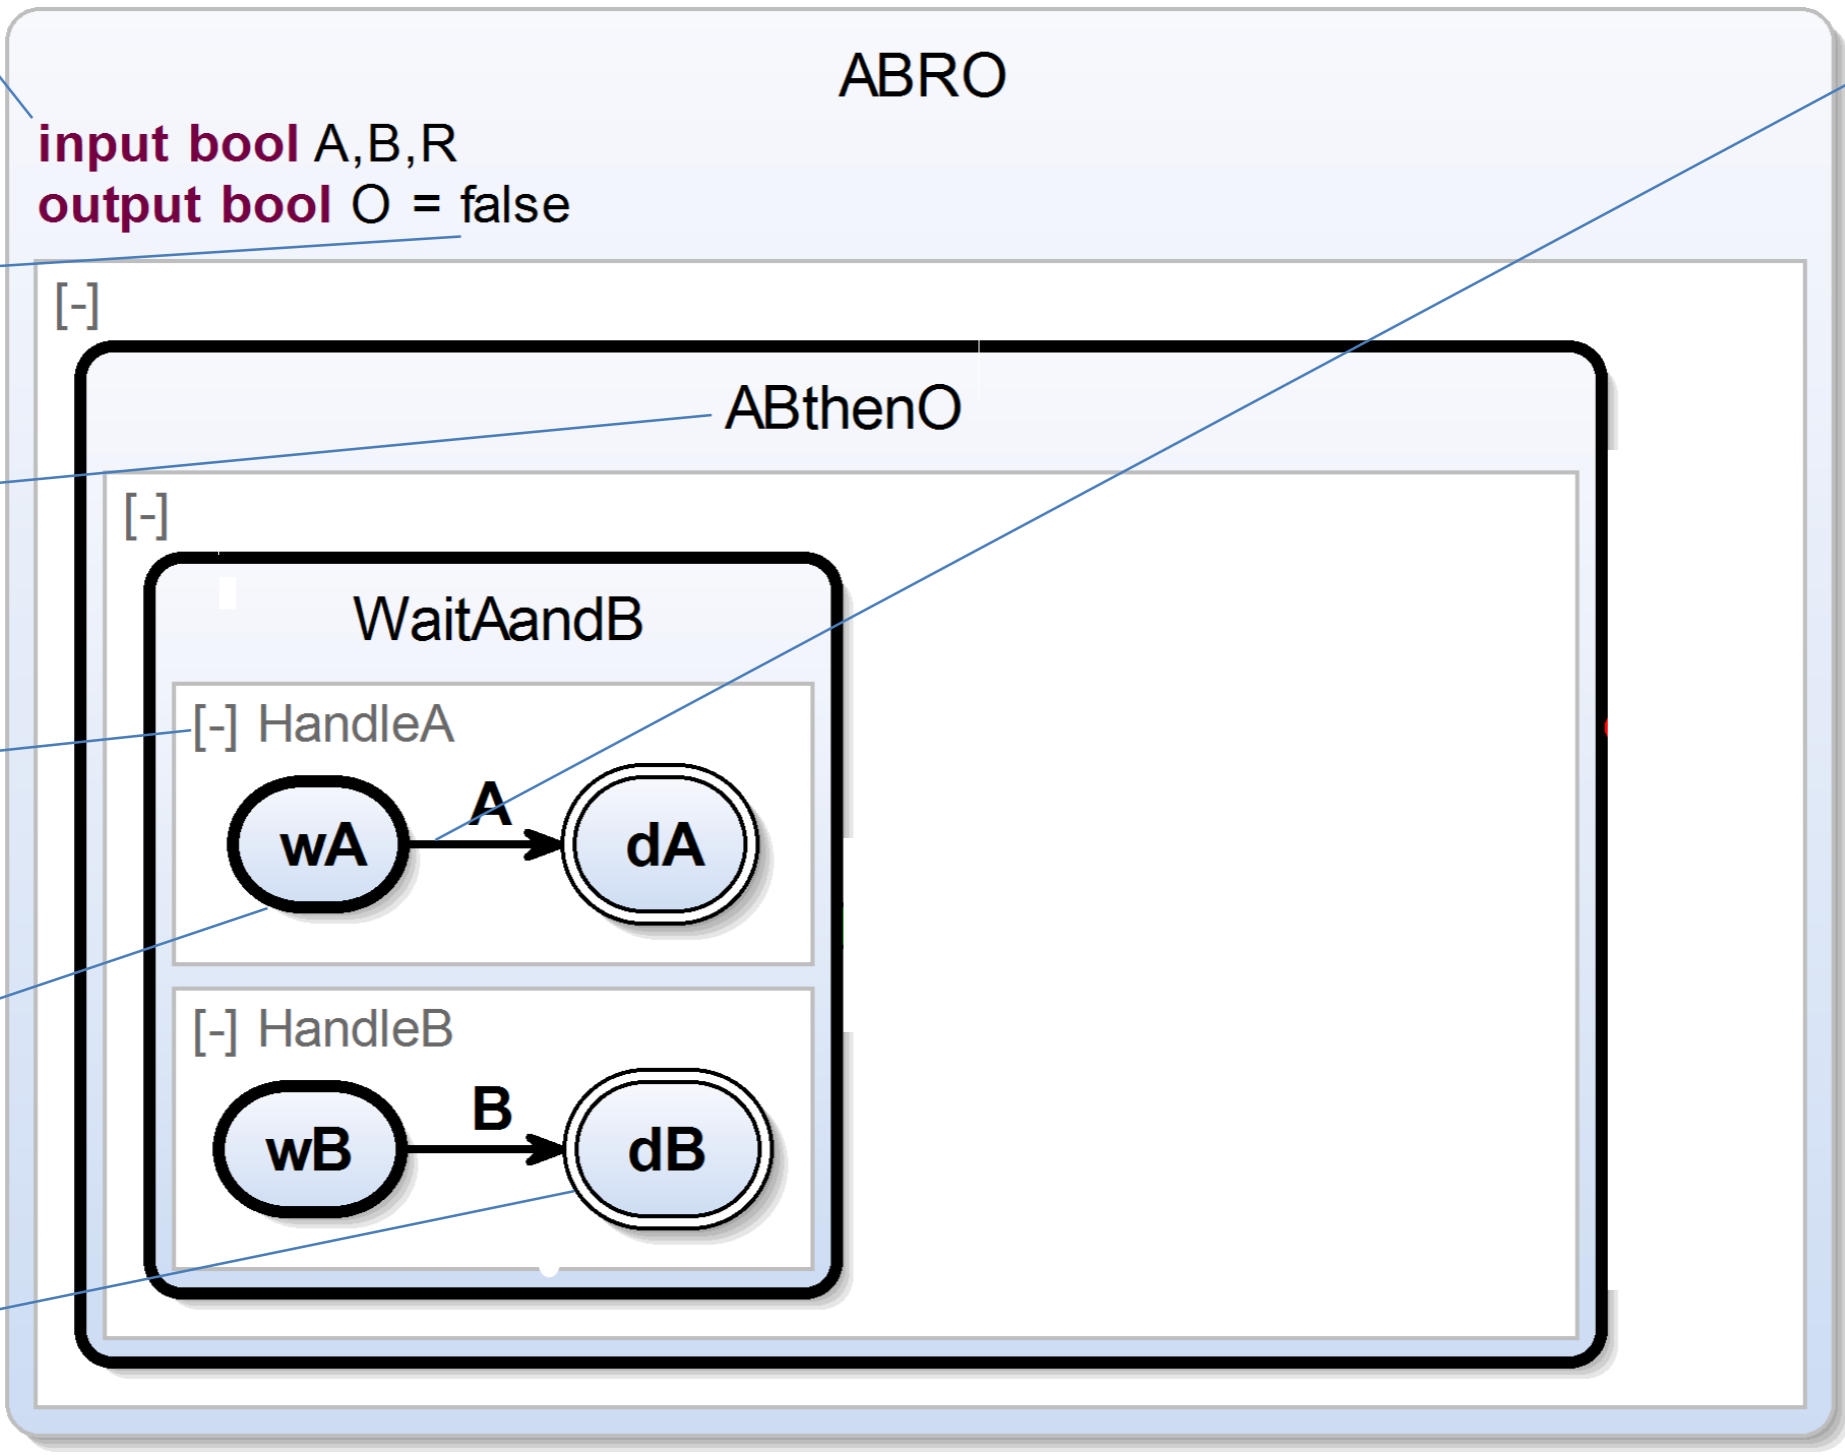 ABRO
input bool A,B,R
output bool O = false
[-]
ABthenO
[-]
WaitAandB
[-] HandleA
A
wA
dA
[-] HandleB
B
wB
dB